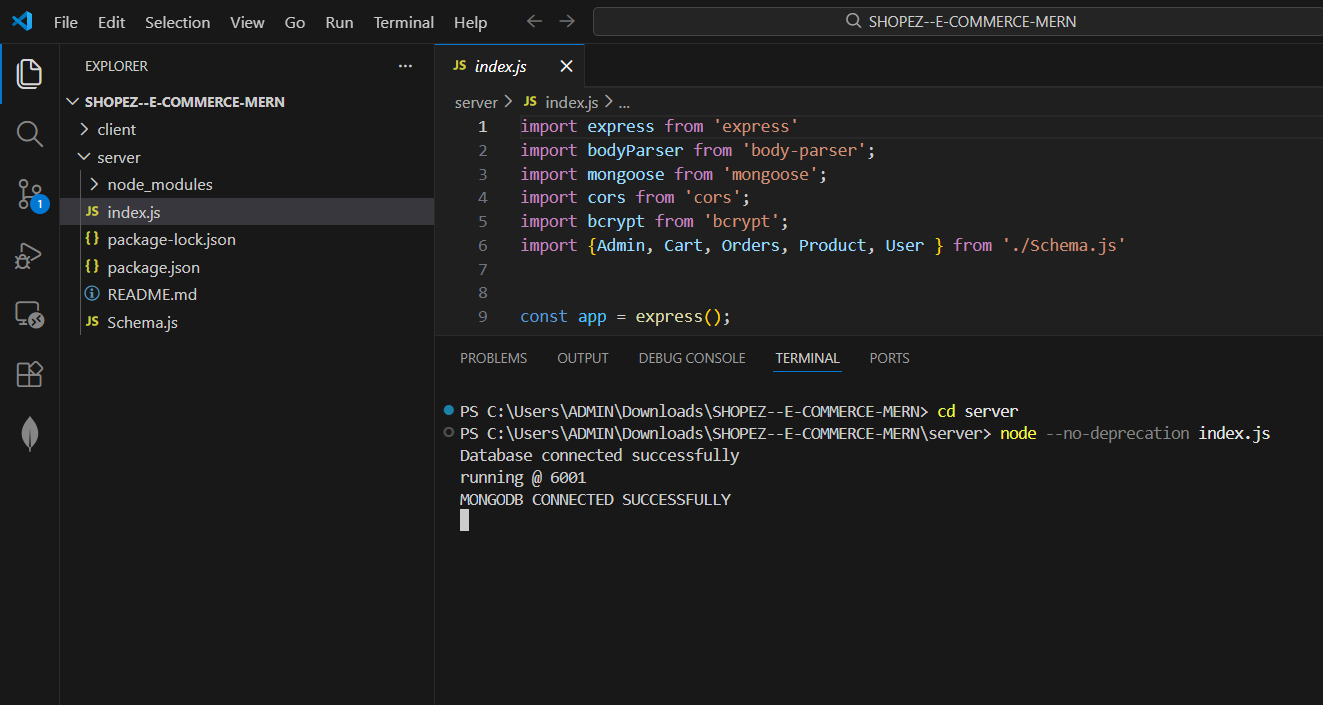 File Edit Selection View Go Run Terminal Help
SHOPEZ--E-COMMERCE-MERN
EXPLORER
SHOPEZ--E-COMMERCE-MERN
client
server
node_modules
JS index.js
{} package-lock.json
{} package.json
README.md
JS Schema.js
1
JS index.js
server > JS index.js > ...
1 import express from 'express'
2 import bodyParser from 'body-parser';
3 import mongoose from 'mongoose';
4 import cors from 'cors';
5 import bcrypt from 'bcrypt';
6 import {Admin, Cart, Orders, Product, User } from './Schema.js'
7
8
9 const app = express();
PROBLEMS OUTPUT DEBUG CONSOLE TERMINAL PORTS
PS C:\Users\ADMIN\Downloads\SHOPEZ--E-COMMERCE-MERN> cd server
PS C:\Users\ADMIN\Downloads\SHOPEZ--E-COMMERCE-MERN\server> node --no-deprecation index.js
Database connected successfully
running @ 6001
MONGODB CONNECTED SUCCESSFULLY